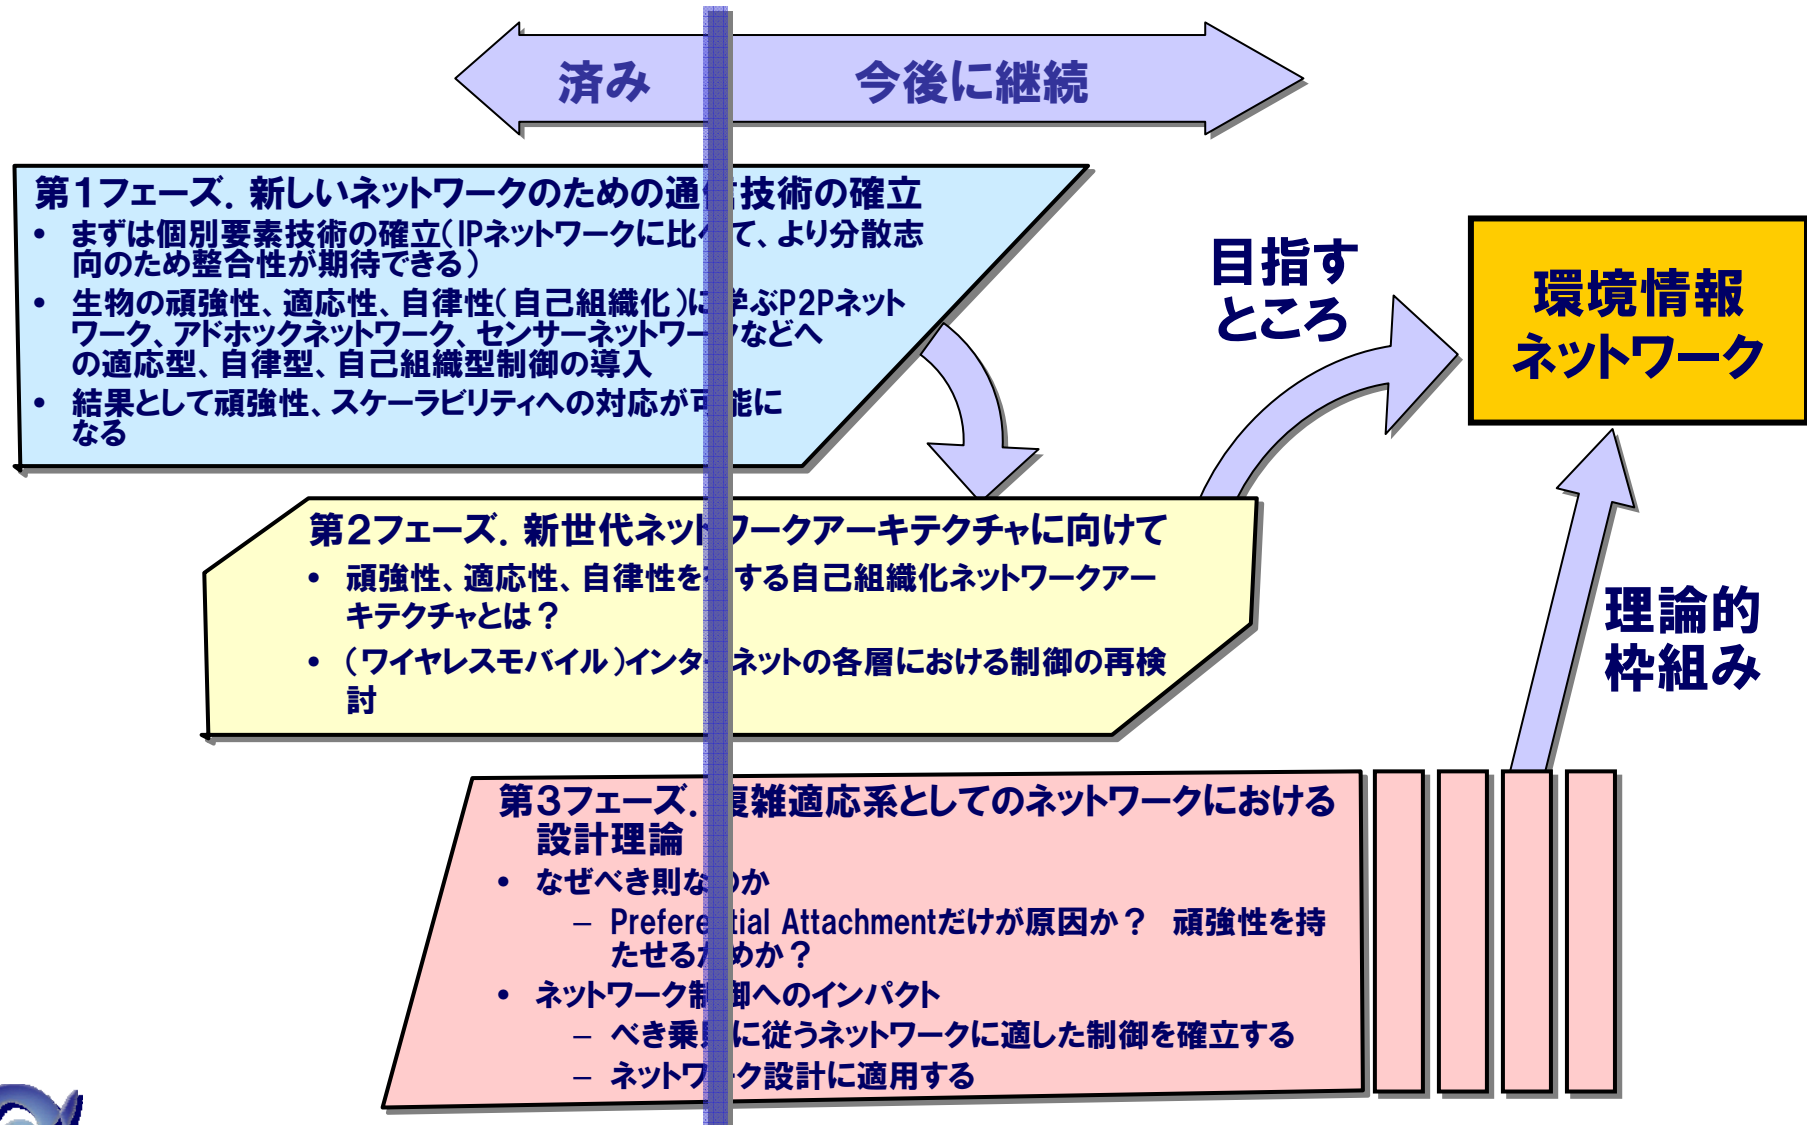 済み
今後に継続
第1フェーズ. 新しいネットワークのための通信技術の確立
• まずは個別要素技術の確立(IPネットワークに比べて、より分散志
向のため整合性が期待できる)
• 生物の頑強性、適応性、自律性(自己組織化)に学ぶP2Pネット
ワーク、アドホックネットワーク、センサーネットワークなどへ
の適応型、自律型、自己組織型制御の導入
• 結果として頑強性、スケーラビリティへの対応が可能に
なる
目指す
ところ
環境情報
ネットワーク
第2フェーズ. 新世代ネットワークアーキテクチャに向けて
• 頑強性、適応性、自律性を有する自己組織化ネットワークアー
キテクチャとは?
• (ワイヤレスモバイル)インターネットの各層における制御の再検
討
理論的
枠組み
第3フェーズ. 複雑適応系としてのネットワークにおける
設計理論
• なぜべき則なのか
– Preferential Attachmentだけが原因か? 頑強性を持
たせるためか?
• ネットワーク制御へのインパクト
– べき乗則に従うネットワークに適した制御を確立する
– ネットワーク設計に適用する